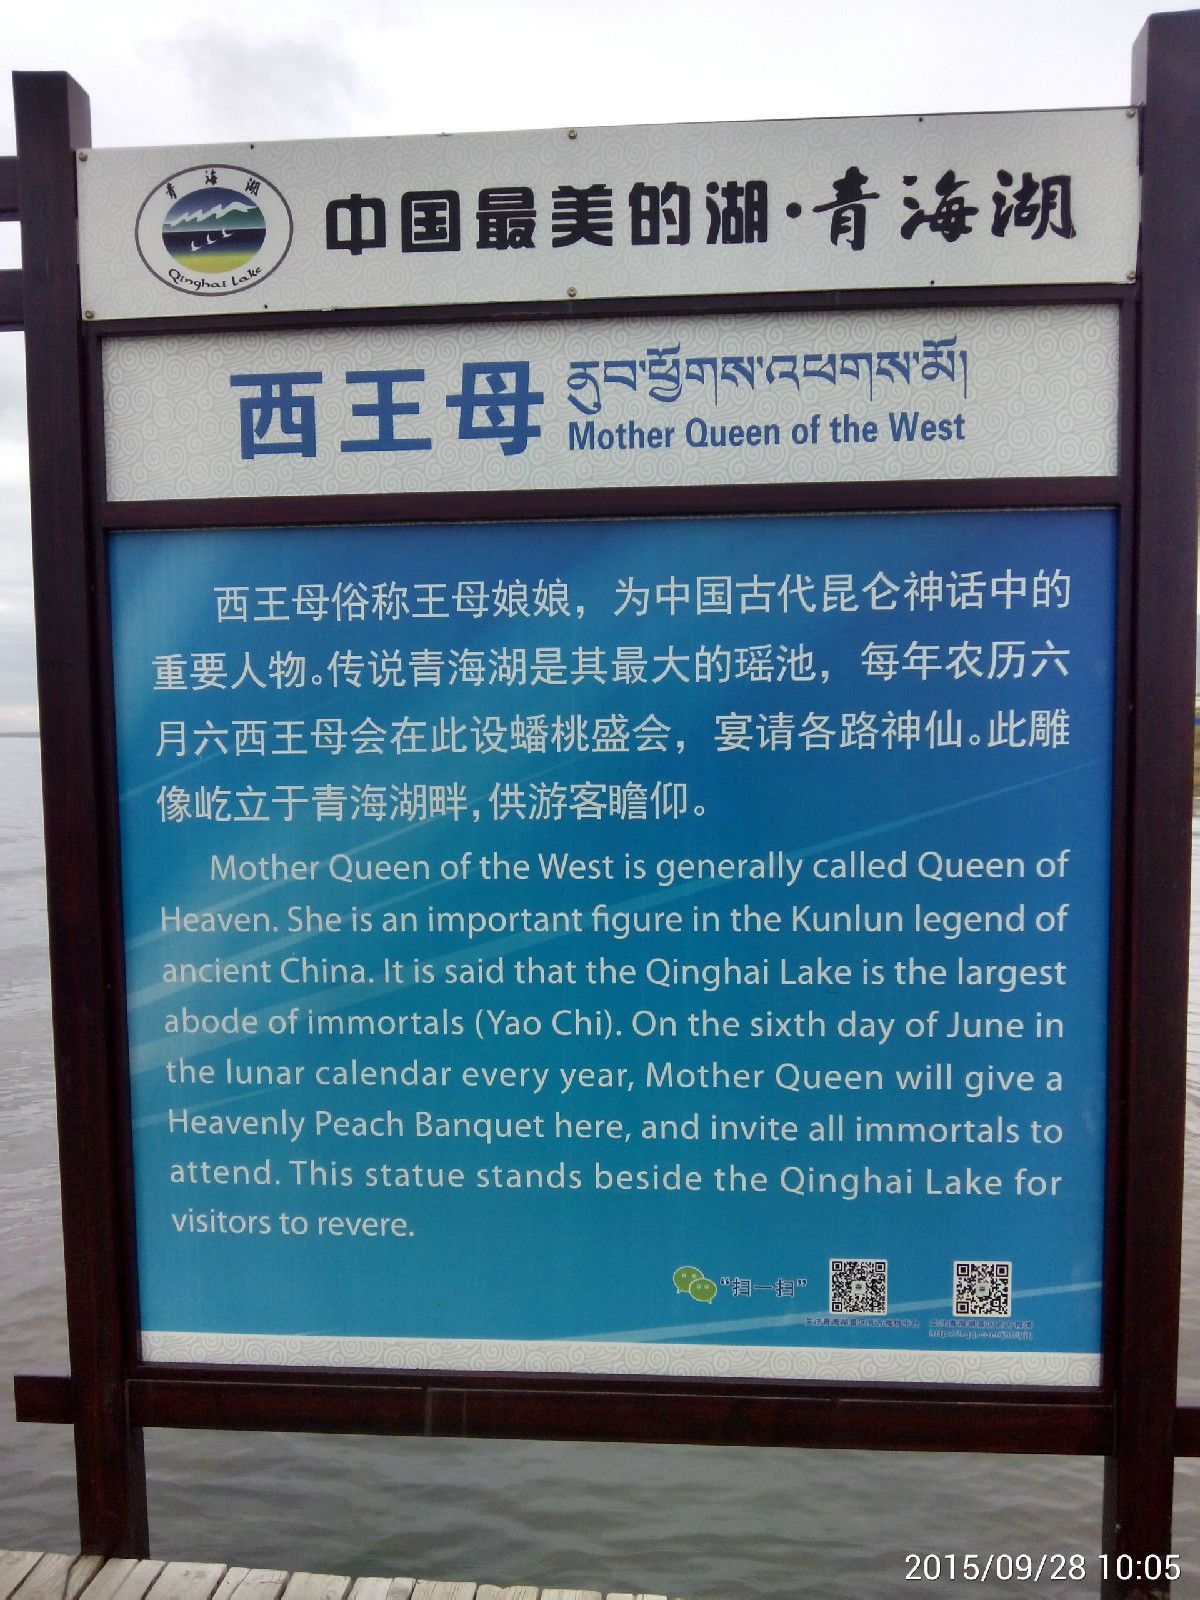 青海湖
Qinghai Lake
中国最美的湖·青海湖
西王母
ནུབ་ཕྱོགས་འཕགས་མོ།
Mother Queen of the West
西王母俗称王母娘娘，为中国古代昆仑神话中的
重要人物。传说青海湖是其最大的瑶池，每年农历六
月六西王母会在此设蟠桃盛会，宴请各路神仙。此雕
像屹立于青海湖畔，供游客瞻仰。
Mother Queen of the West is generally called Queen of
Heaven. She is an important figure in the Kunlun legend of
ancient China. It is said that the Qinghai Lake is the largest
abode of immortals (Yao Chi). On the sixth day of June in
the lunar calendar every year, Mother Queen will give a
Heavenly Peach Banquet here, and invite all immortals to
attend. This statue stands beside the Qinghai Lake for
visitors to revere.
“扫一扫”
2015/09/28 10:05